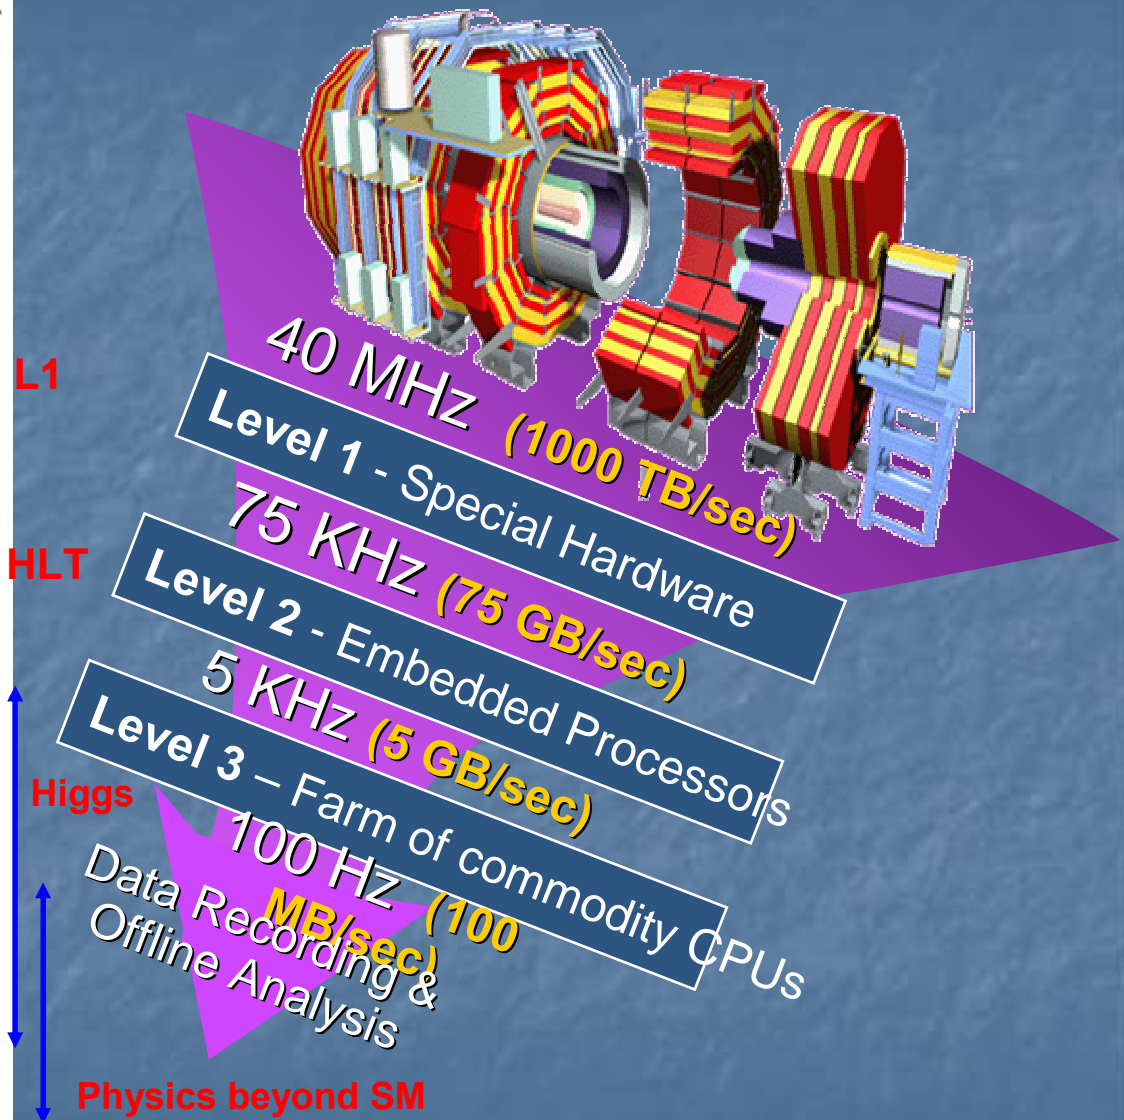 40 MHz (1000 TB/sec)
L1
Level 1 - Special Hardware
75 KHz (75 GB/sec)
HLT
Level 2 - Embedded Processors
5 KHz (5 GB/sec)
Level 3 – Farm of commodity CPUs
Higgs
100 Hz (100
MB/sec)
Data Recording &
Offline Analysis
Physics beyond SM